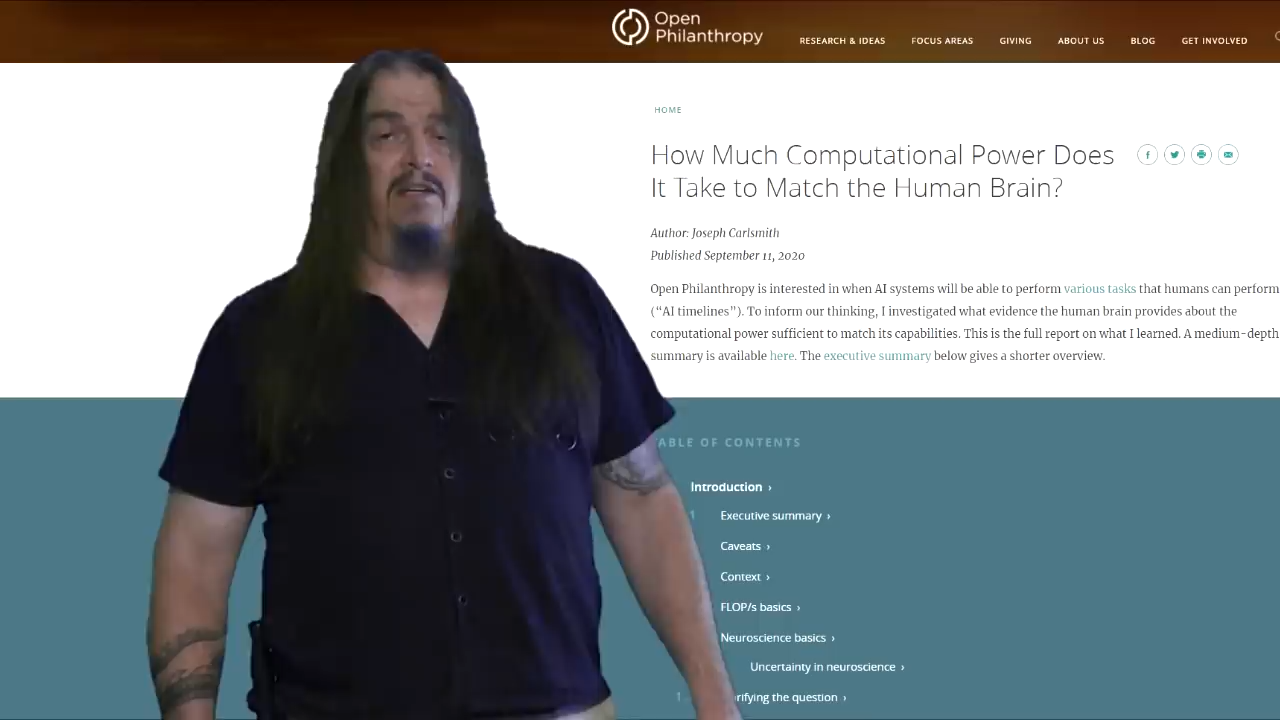 Open
Philanthropy
RESEARCH & IDEAS FOCUS AREAS GIVING ABOUT US BLOG GET INVOLVED
HOME
How Much Computational Power Does
It Take to Match the Human Brain?
Author: Joseph Carlsmith
Published September 11, 2020
Open Philanthropy is interested in when AI systems will be able to perform various tasks that humans can perform
(“AI timelines”). To inform our thinking, I investigated what evidence the human brain provides about the
computational power sufficient to match its capabilities. This is the full report on what I learned. A medium-depth
summary is available here. The executive summary below gives a shorter overview.
ABLE OF CONTENTS
Introduction ›
1 Executive summary ›
Caveats ›
Context ›
FLOP/s basics ›
Neuroscience basics ›
Uncertainty in neuroscience ›
1 rifying the question ›